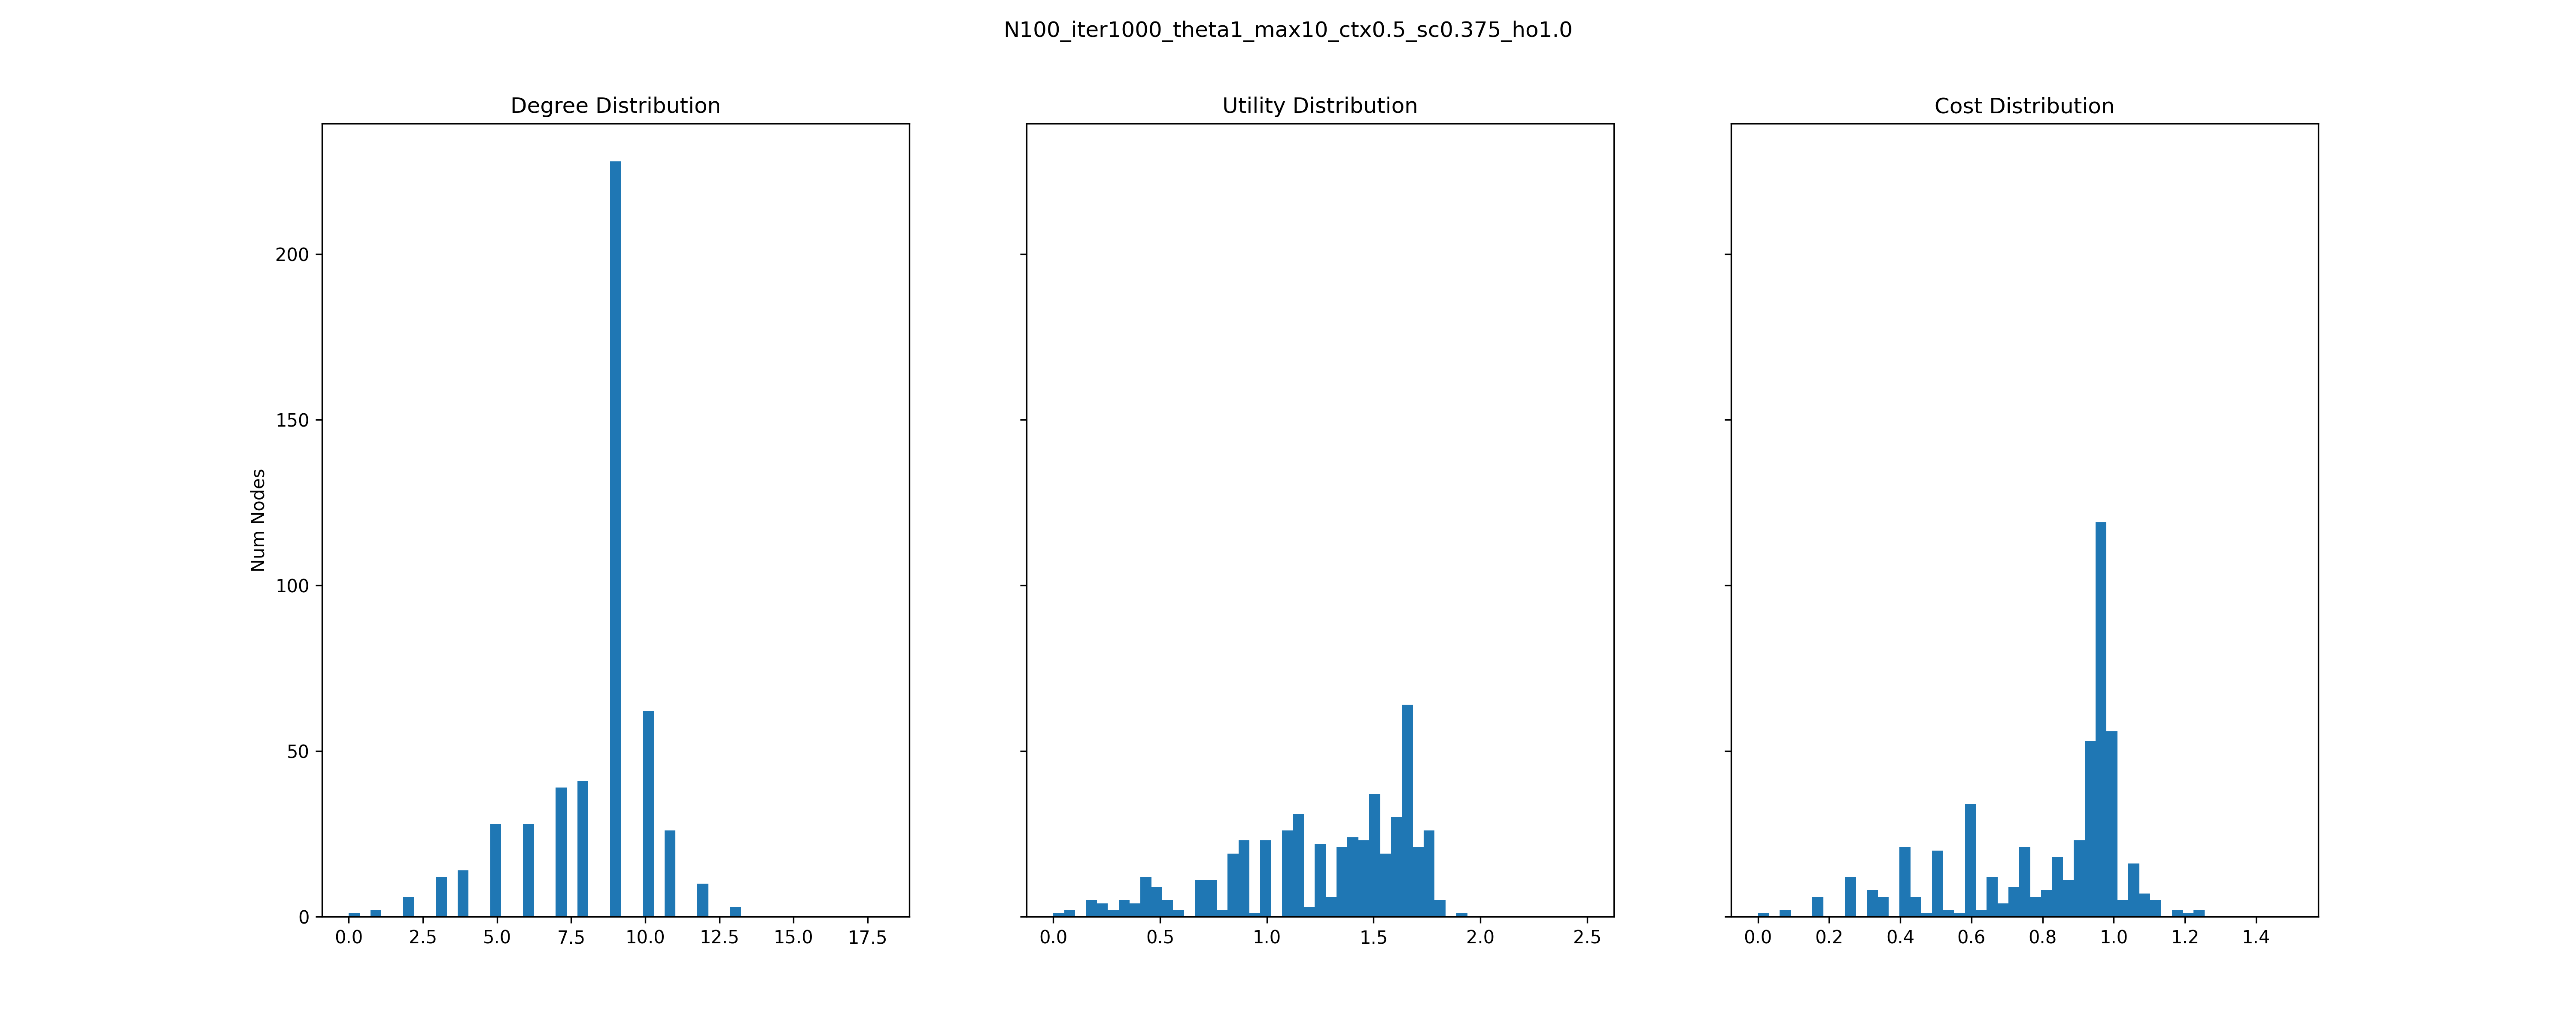 N100_iter1000_theta1_max10_ctx0.5_sc0.375_ho1.0
Degree Distribution
Utility Distribution
Cost Distribution
Num Nodes
200
150
100
50
0
0.0 2.5 5.0 7.5 10.0 12.5 15.0 17.5
0.0 0.5 1.0 1.5 2.0 2.5
0.0 0.2 0.4 0.6 0.8 1.0 1.2 1.4